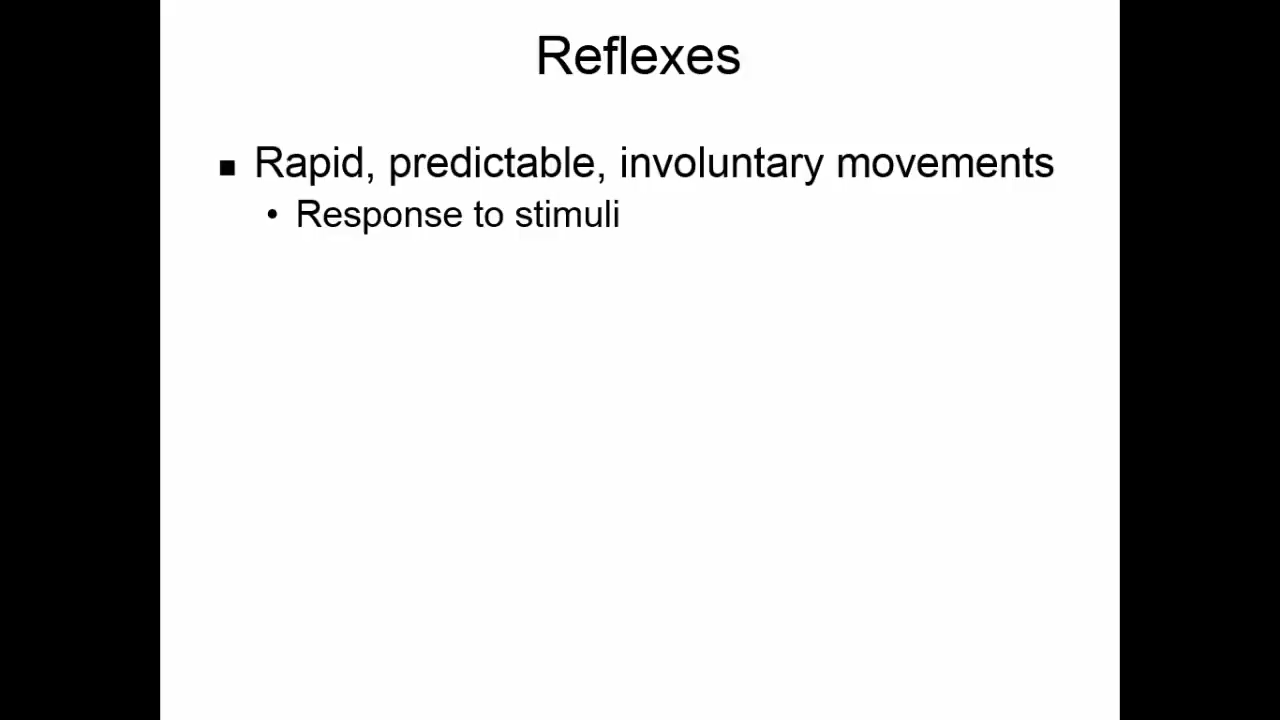 Reflexes
▪ Rapid, predictable, involuntary movements
• Response to stimuli